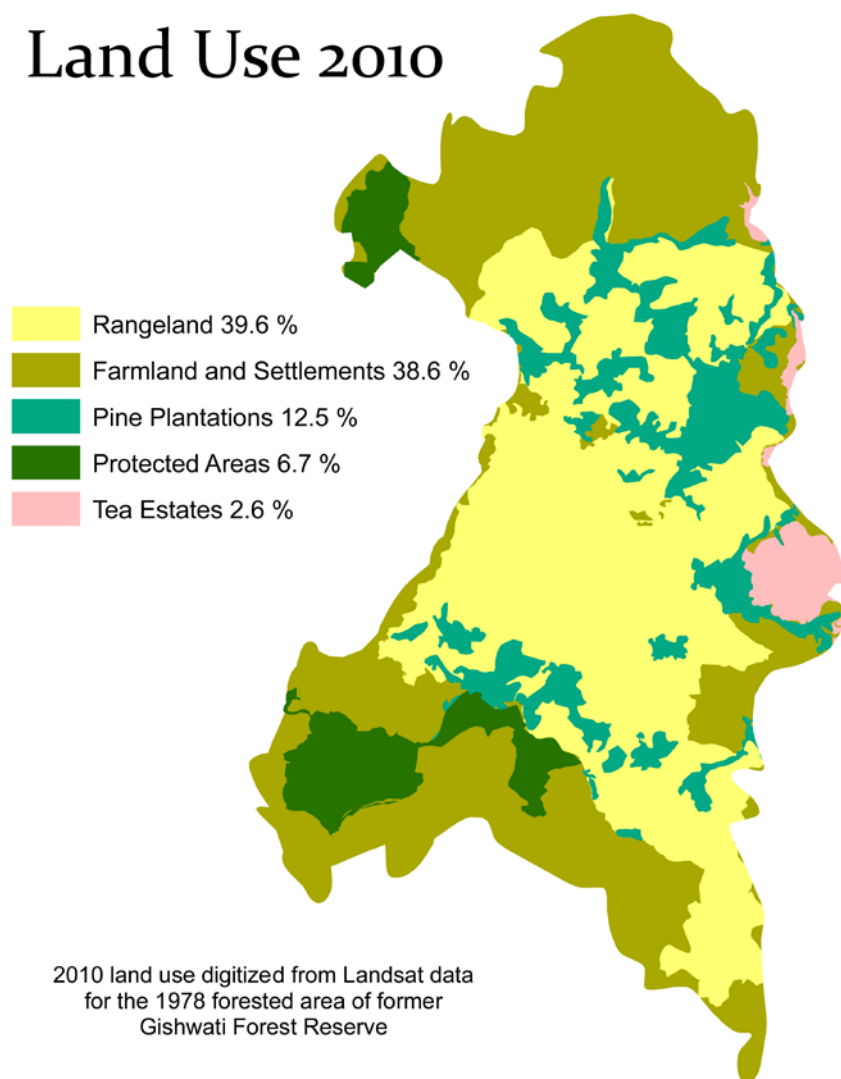 Land Use 2010
Rangeland 39.6 %
Farmland and Settlements 38.6 %
Pine Plantations 12.5 %
Protected Areas 6.7 %
Tea Estates 2.6 %
2010 land use digitized from Landsat data
for the 1978 forested area of former
Gishwati Forest Reserve